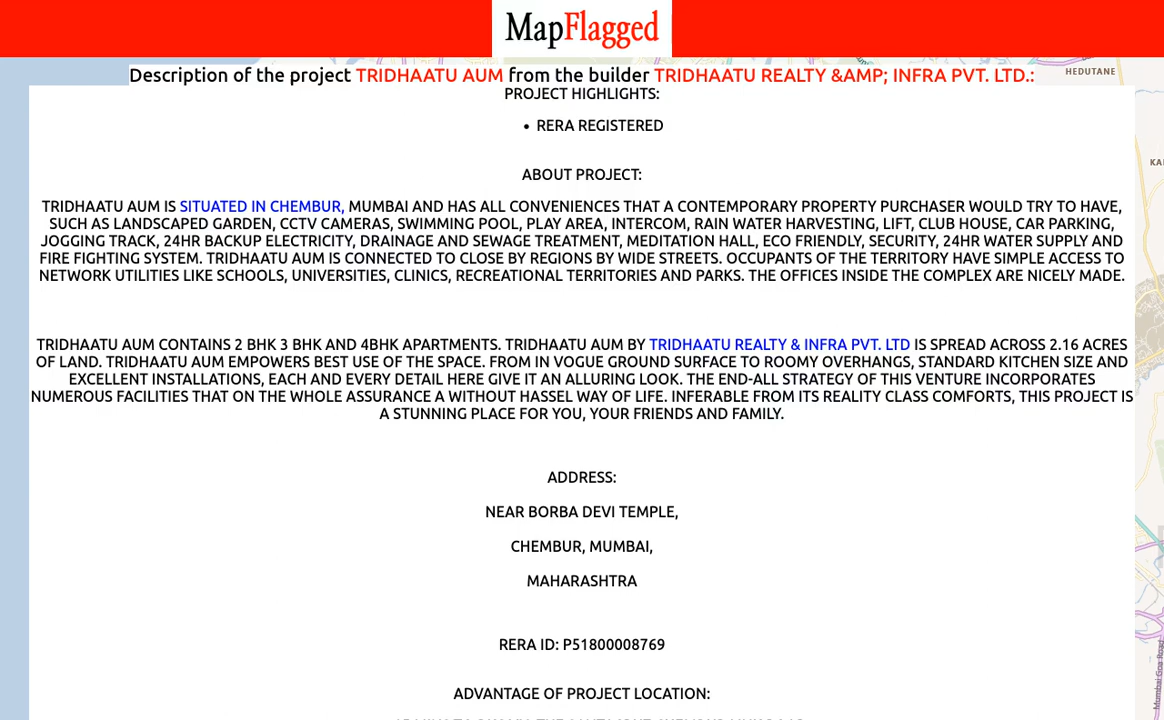 MapFlagged
Description of the project TRIDHAATU AUM from the builder TRIDHAATU REALTY &AMP; INFRA PVT. LTD.:
HEDUTANE
PROJECT HIGHLIGHTS:
• RERA REGISTERED
ABOUT PROJECT:
TRIDHAATU AUM IS SITUATED IN CHEMBUR, MUMBAI AND HAS ALL CONVENIENCES THAT A CONTEMPORARY PROPERTY PURCHASER WOULD TRY TO HAVE,
SUCH AS LANDSCAPED GARDEN, CCTV CAMERAS, SWIMMING POOL, PLAY AREA, INTERCOM, RAIN WATER HARVESTING, LIFT, CLUB HOUSE, CAR PARKING,
JOGGING TRACK, 24HR BACKUP ELECTRICITY, DRAINAGE AND SEWAGE TREATMENT, MEDITATION HALL, ECO FRIENDLY, SECURITY, 24HR WATER SUPPLY AND
FIRE FIGHTING SYSTEM. TRIDHAATU AUM IS CONNECTED TO CLOSE BY REGIONS BY WIDE STREETS. OCCUPANTS OF THE TERRITORY HAVE SIMPLE ACCESS TO
NETWORK UTILITIES LIKE SCHOOLS, UNIVERSITIES, CLINICS, RECREATIONAL TERRITORIES AND PARKS. THE OFFICES INSIDE THE COMPLEX ARE NICELY MADE.
TRIDHAATU AUM CONTAINS 2 BHK 3 BHK AND 4BHK APARTMENTS. TRIDHAATU AUM BY TRIDHAATU REALTY & INFRA PVT. LTD IS SPREAD ACROSS 2.16 ACRES
OF LAND. TRIDHAATU AUM EMPOWERS BEST USE OF THE SPACE. FROM IN VOGUE GROUND SURFACE TO ROOMY OVERHANGS, STANDARD KITCHEN SIZE AND
EXCELLENT INSTALLATIONS, EACH AND EVERY DETAIL HERE GIVE IT AN ALLURING LOOK. THE END-ALL STRATEGY OF THIS VENTURE INCORPORATES
NUMEROUS FACILITIES THAT ON THE WHOLE ASSURANCE A WITHOUT HASSEL WAY OF LIFE. INFERABLE FROM ITS REALITY CLASS COMFORTS, THIS PROJECT IS
A STUNNING PLACE FOR YOU, YOUR FRIENDS AND FAMILY.
ADDRESS:
NEAR BORBA DEVI TEMPLE,
CHEMBUR, MUMBAI,
MAHARASHTRA
RERA ID: P51800008769
Mumbai Goa Road
ADVANTAGE OF PROJECT LOCATION: